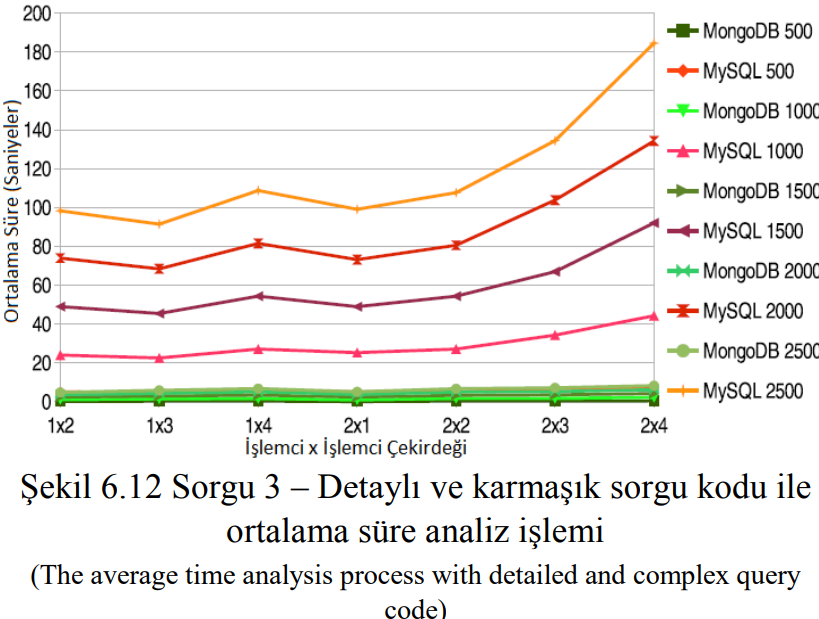 200
180
160
140
120
100
80
60
40
20
0
Ortalama Süre (Saniyeler)
1x2 1x3 1x4 2x1 2x2 2x3 2x4
İşlemci x İşlemci Çekirdeği
MongoDB 500
MySQL 500
MongoDB 1000
MySQL 1000
MongoDB 1500
MySQL 1500
MongoDB 2000
MySQL 2000
MongoDB 2500
MySQL 2500
Şekil 6.12 Sorgu 3 – Detaylı ve karmaşık sorgu kodu ile
ortalama süre analiz işlemi
(The average time analysis process with detailed and complex query
code)